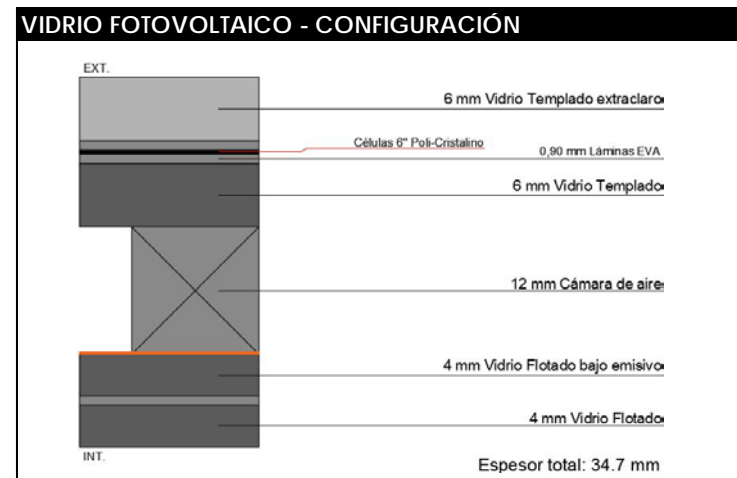 VIDRIO FOTOVOLTAICO - CONFIGURACIÓN
EXT.
6 mm Vidrio Templado extraclaro
Células 6" Poli-Cristalino
0,90 mm Láminas EVA
6 mm Vidrio Templado
12 mm Cámara de aire
4 mm Vidrio Flotado bajo emisivo
4 mm Vidrio Flotado
INT.
Espesor total: 34.7 mm